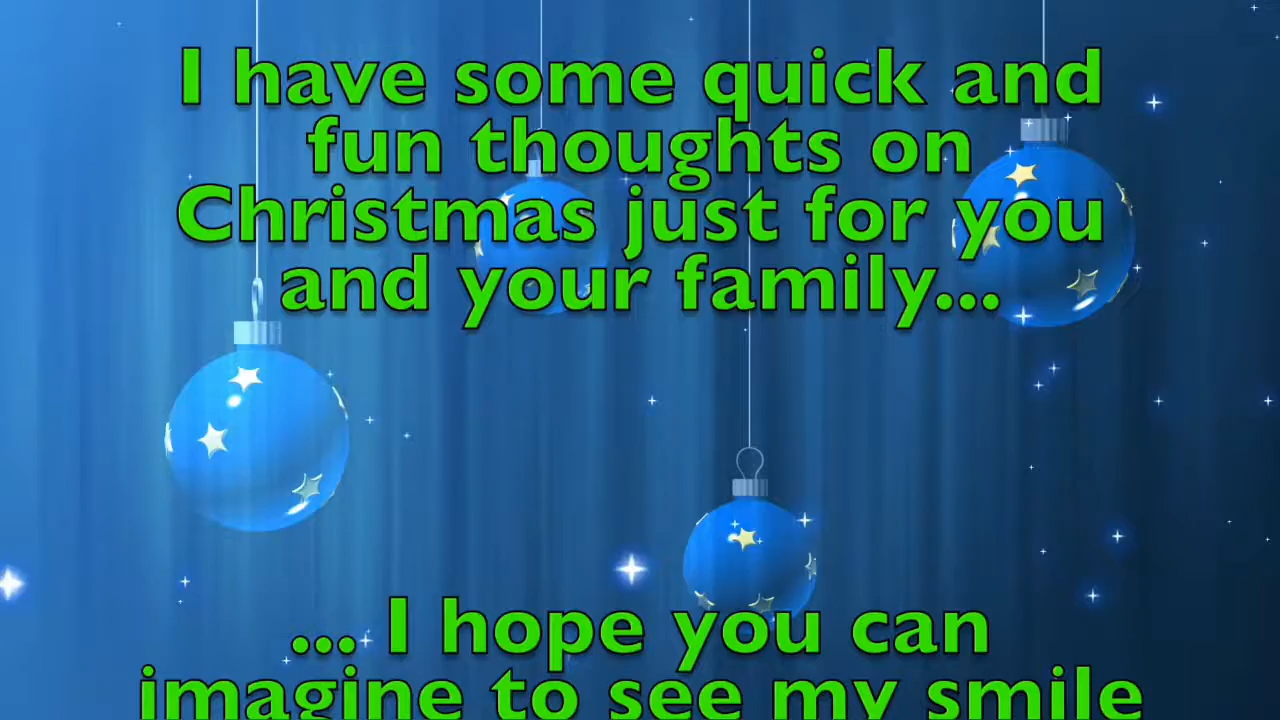 I have some quick and
fun thoughts on
Christmas just for you
and your family...
... I hope you can
imagine to see my smile